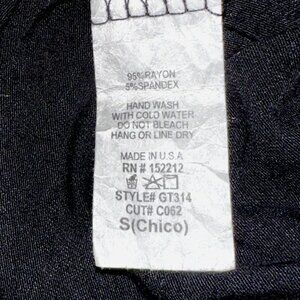 95%RAYON
5%SPANDEX
HAND WASH
WITH COLD WATER
DO NOT BLEACH
HANG OR LINE DRY
MADE IN U.S.A
RN # 152212
STYLE# GT314
CUT# C062
S(Chico)